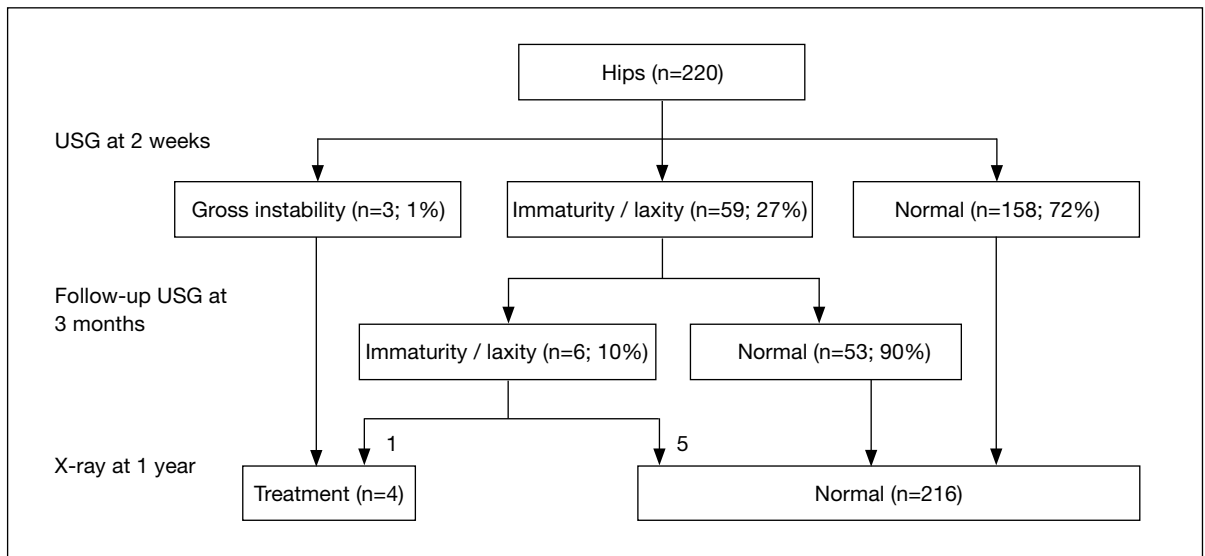 Hips (n=220)
USG at 2 weeks
Gross instability (n=3; 1%)
Immaturity / laxity (n=59; 27%)
Normal (n=158; 72%)
Follow-up USG at
3 months
Immaturity / laxity (n=6; 10%)
Normal (n=53; 90%)
1
5
X-ray at 1 year
Treatment (n=4)
Normal (n=216)